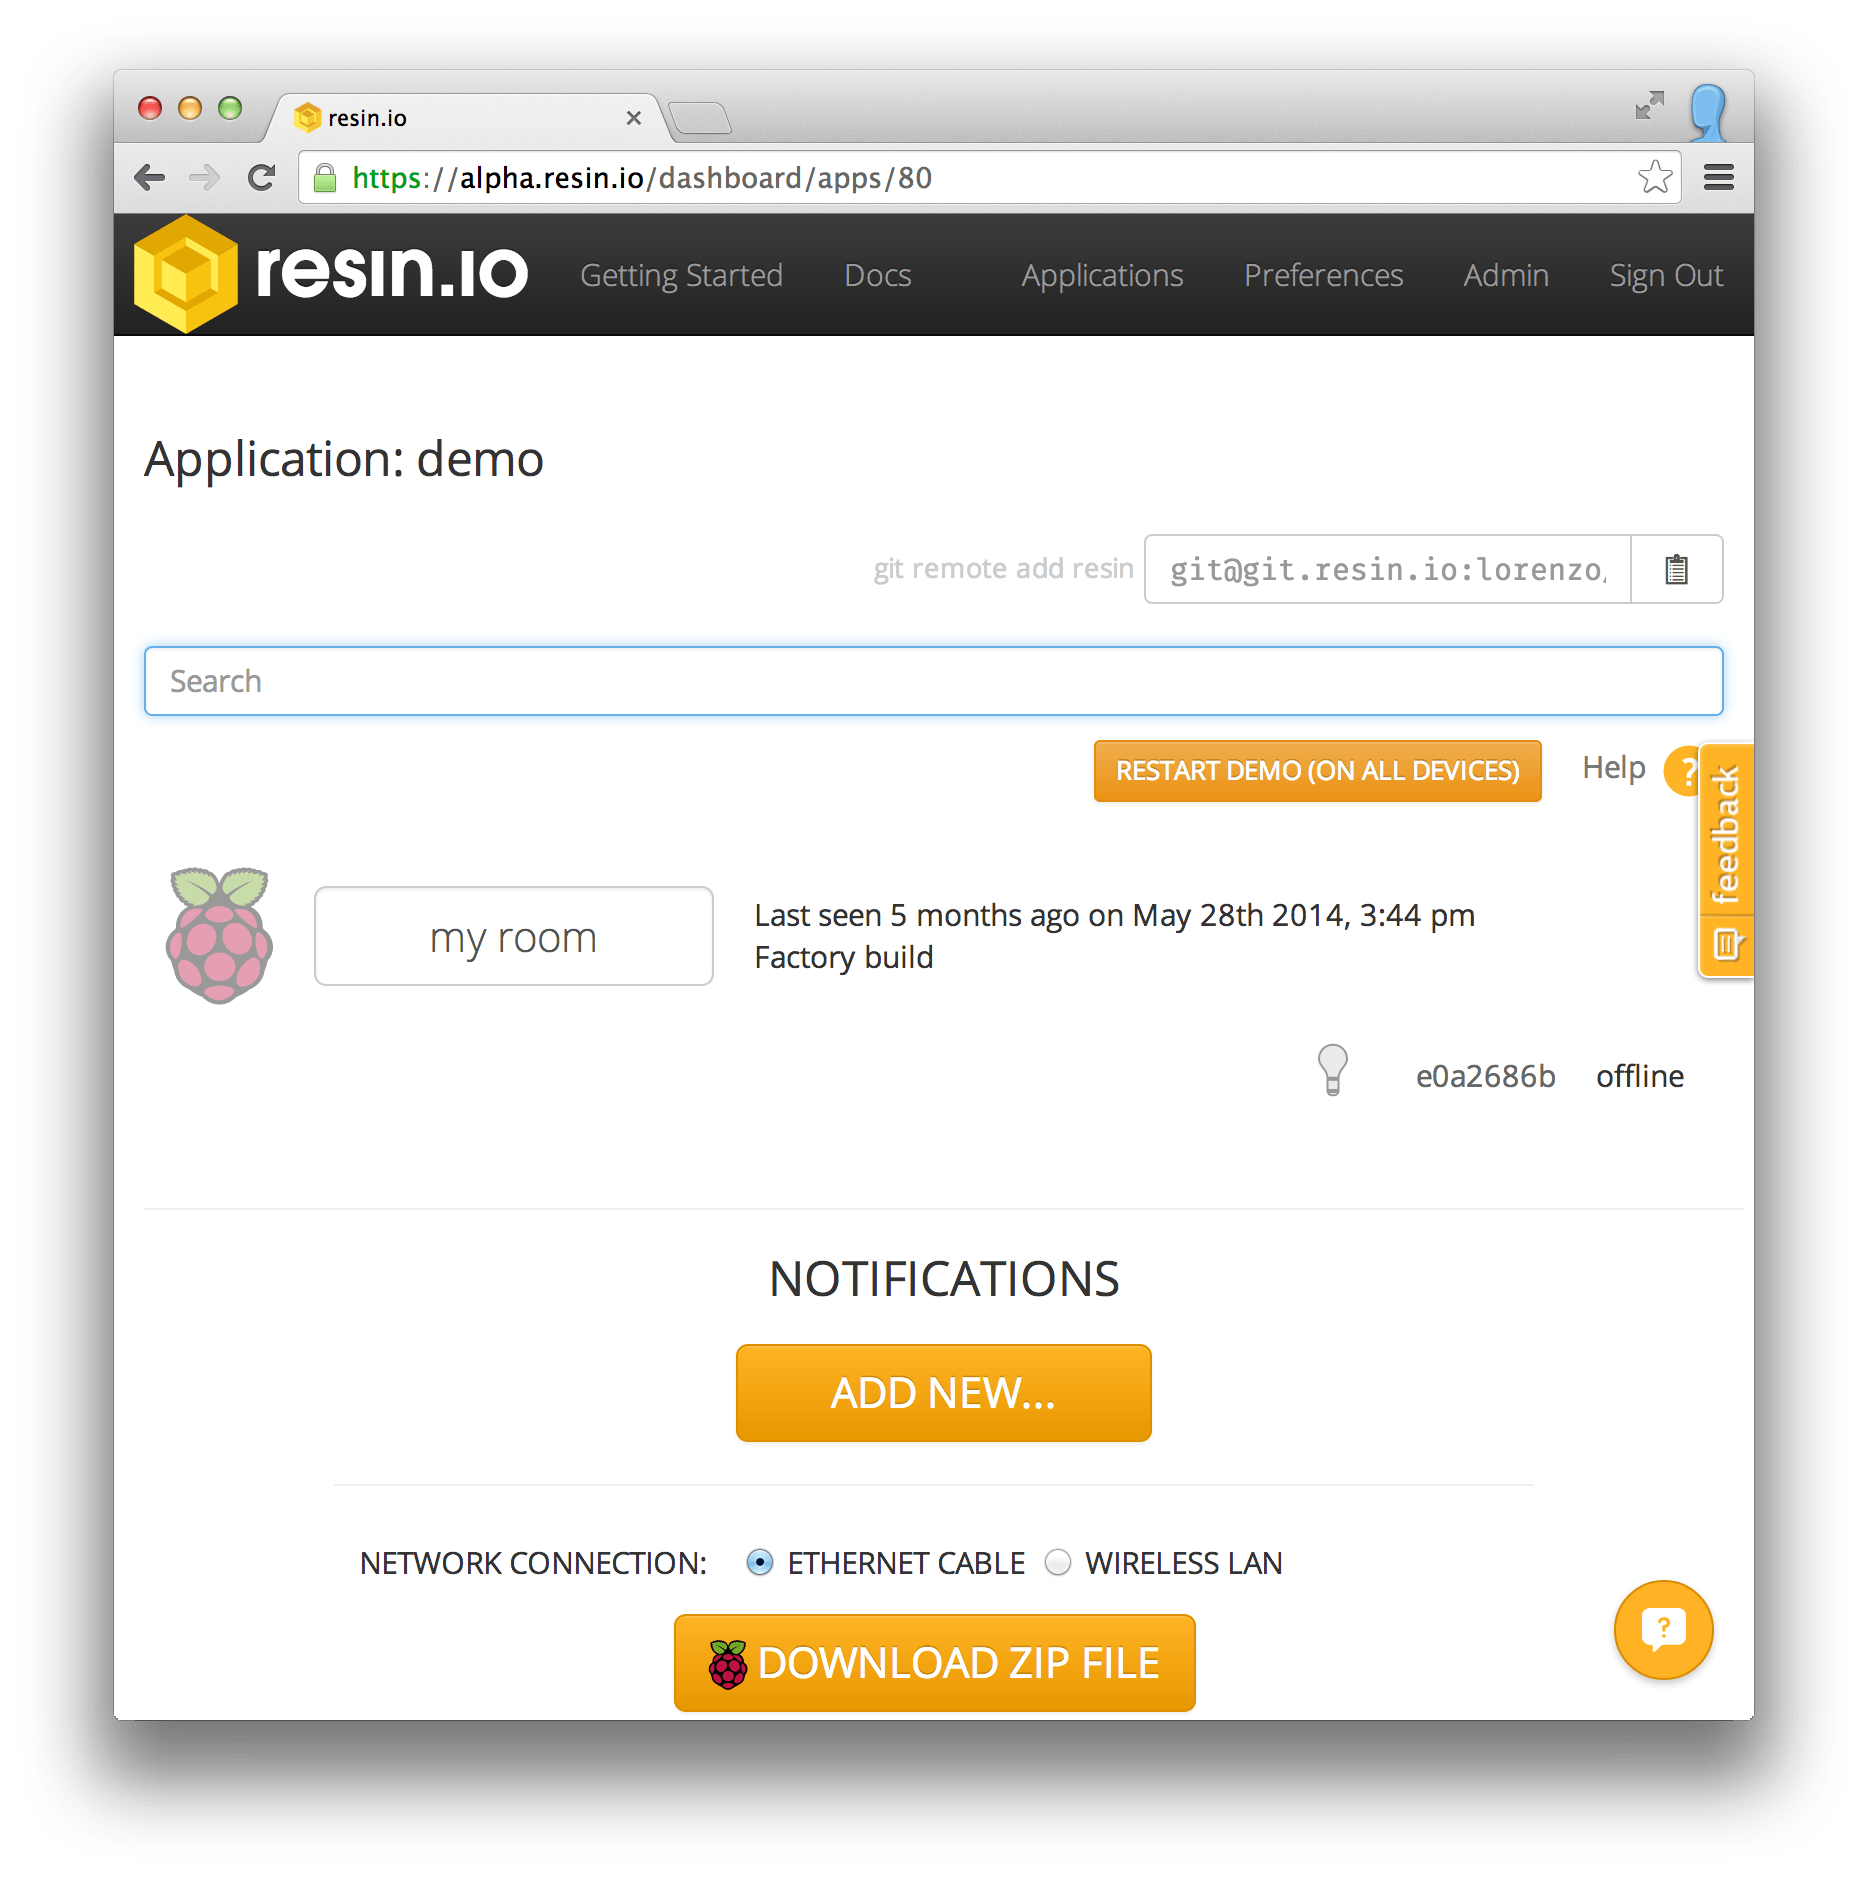 resin.io
https://alpha.resin.io/dashboard/apps/80
resin.io Getting Started Docs Applications Preferences Admin Sign Out
Application: demo
git remote add resin git@git.resin.io:lorenzo/
Search
RESTART DEMO (ON ALL DEVICES) Help ?
feedback
my room
Last seen 5 months ago on May 28th 2014, 3:44 pm
Factory build
e0a2686b offline
NOTIFICATIONS
ADD NEW...
NETWORK CONNECTION: ETHERNET CABLE WIRELESS LAN
?
DOWNLOAD ZIP FILE